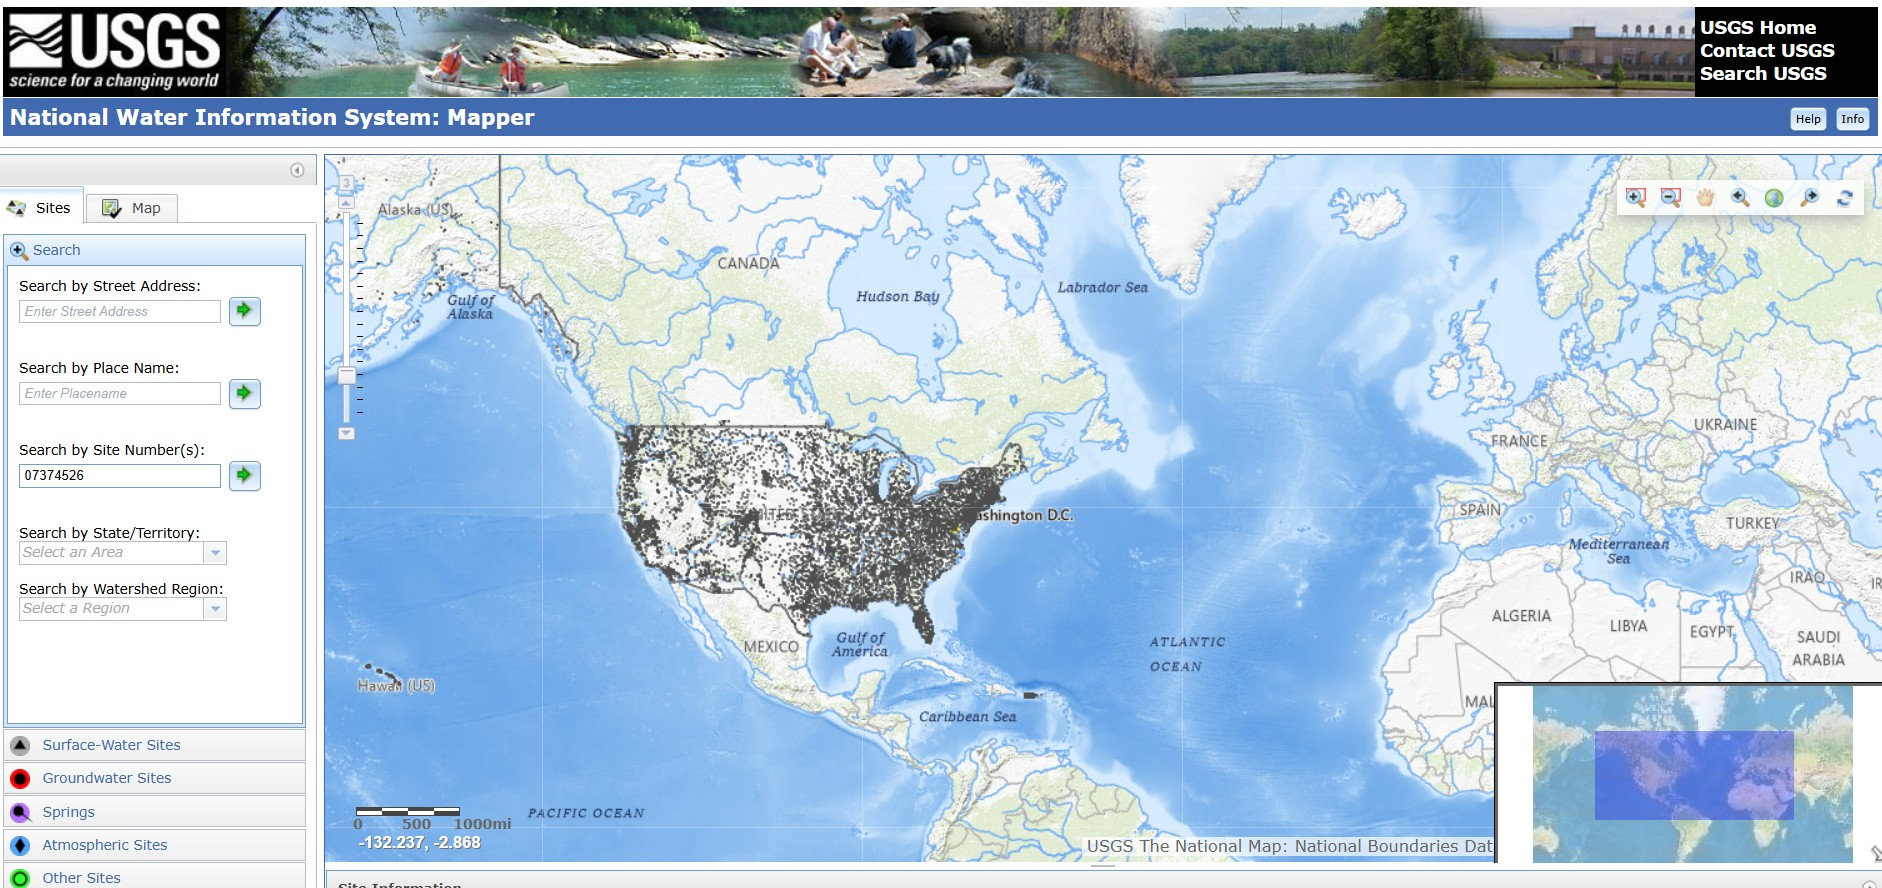 USGS
science for a changing world
USGS Home
Contact USGS
Search USGS
National Water Information System: Mapper
Help
Info
Sites
Map
Search
Search by Street Address:
Enter Street Address
Search by Place Name:
Enter Placename
Search by Site Number(s):
07374526
Search by State/Territory:
Select an Area
Search by Watershed Region:
Select a Region
Surface-Water Sites
Groundwater Sites
Springs
Atmospheric Sites
Other Sites
3
Alaska (US)
Gulf of
Alaska
CANADA
Hudson Bay
Labrador Sea
ashington D.C.
MEXICO
Gulf of
America
Hawaii (US)
Caribbean Sea
ATLANTIC
OCEAN
PACIFIC OCEAN
FRANCE
UKRAINE
SPAIN
TURKEY
Mediterranean
Sea
IRAQ
IR
ALGERIA
LIBYA
EGYPT
SAUDI
ARABIA
MAL
0 500 1000mi
-132.237, -2.868
USGS The National Map: National Boundaries Dat
Site Information